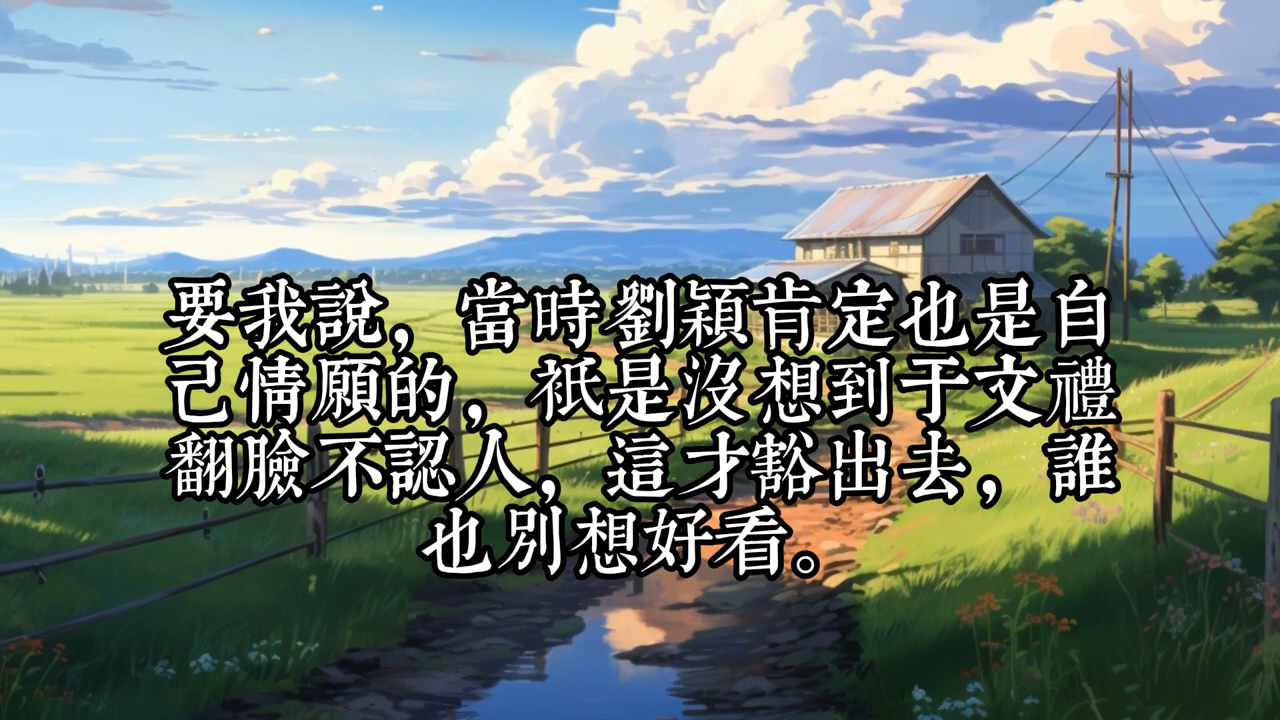 要我說，當時劉穎肯定也是自
己情願的，祇是沒想到于文禮
翻臉不認人，這才豁出去，誰
也別想好看。